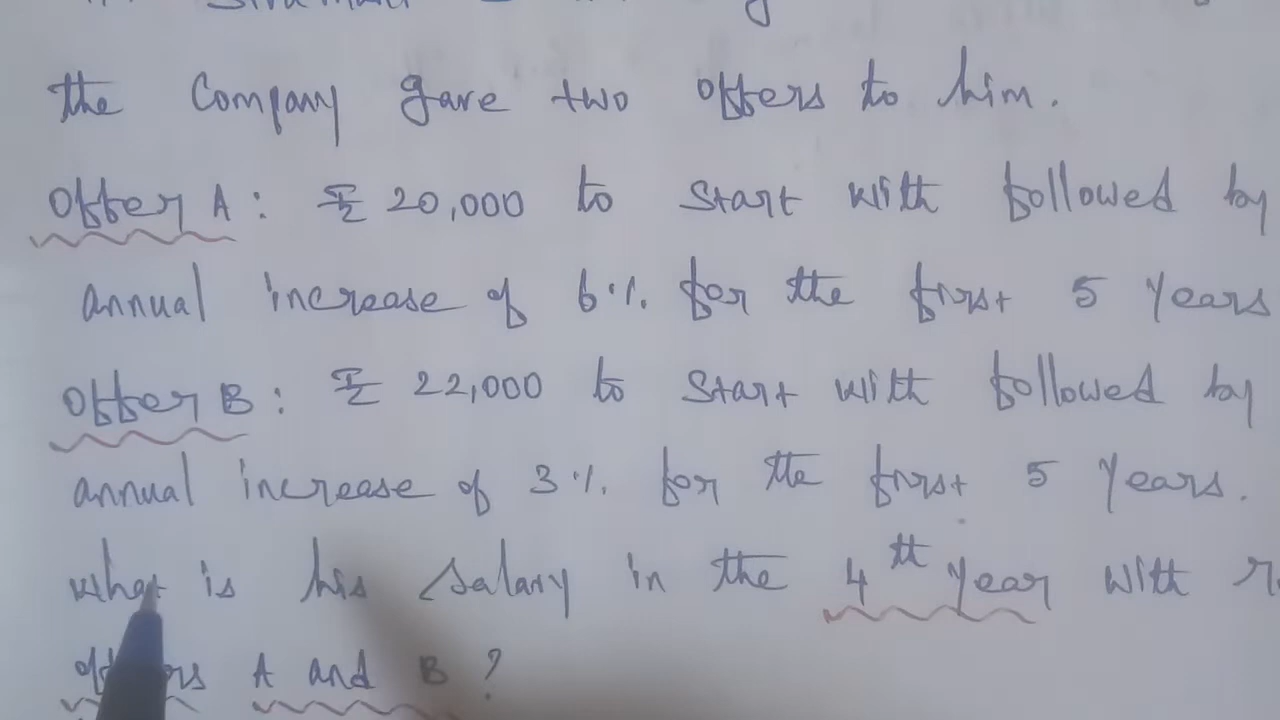 the Company gave two offers to him.
Offer A: ₹ 20,000 to start with followed by
annual increase of 6% for the first 5 years
Offer B: ₹ 22,000 to start with followed by
annual increase of 3% for the first 5 years.
What is his salary in the 4th year with
offers A and B?